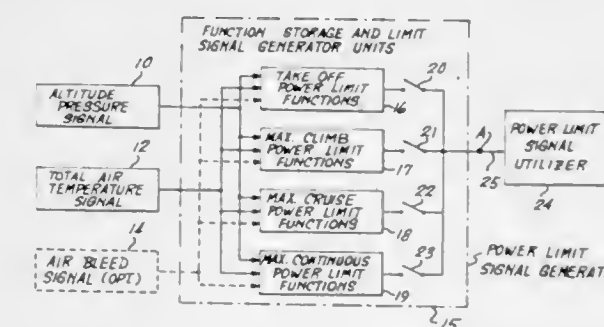 FUNCTION STORAGE AND LIMIT
SIGNAL GENERATOR UNITS
10
ALTITUDE
PRESSURE
SIGNAL
12
TOTAL AIR
TEMPERATURE
SIGNAL
14
AIR BLEED
SIGNAL (OPT)
TAKE OFF
POWER LIMIT
FUNCTIONS
16
20
MAX. CLIMB
POWER LIMIT
FUNCTIONS
17
21
MAX. CRUISE
POWER LIMIT
FUNCTIONS
18
22
MAX. CONTINUOUS
POWER LIMIT
FUNCTIONS
19
23
A
25
POWER LIMIT
SIGNAL
UTILIZER
24
POWER LIMIT
SIGNAL GENERAT
15